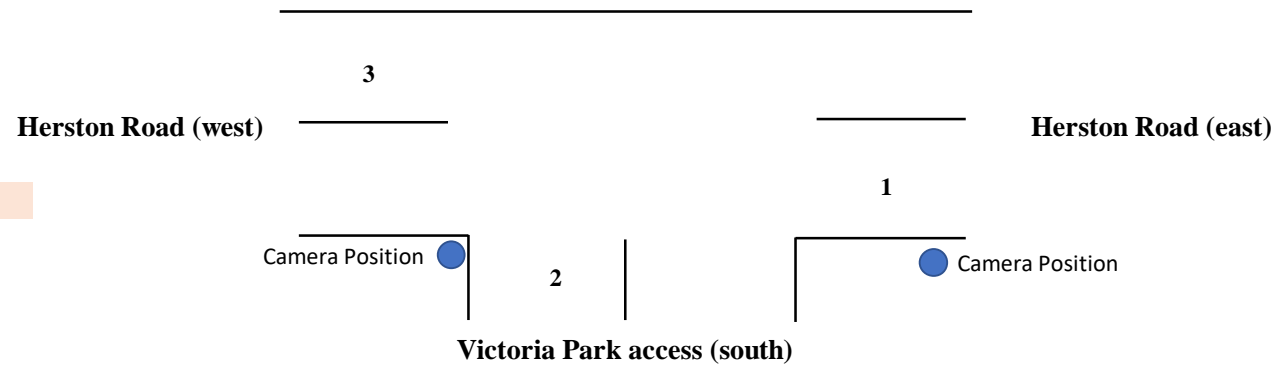 3
Herston Road (west)
Herston Road (east)
1
Camera Position
Camera Position
2
Victoria Park access (south)